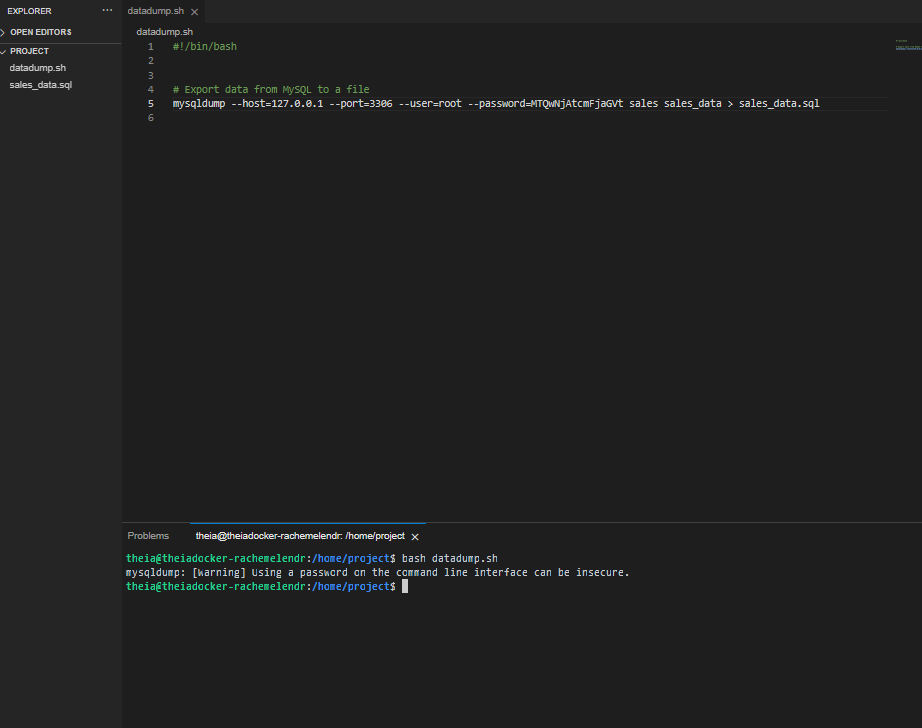 EXPLORER
OPEN EDITORS
PROJECT
datadump.sh
sales_data.sql
datadump.sh
datadump.sh
1 #!/bin/bash
2
3
4 # Export data from MySQL to a file
5 mysqldump --host=127.0.0.1 --port=3306 --user=root --password=MTQwNjAtcmFjaGVt sales sales_data > sales_data.sql
6
Problems theia@theiadocker-rachemelendr: /home/project
theia@theiadocker-rachemelendr:/home/project$ bash datadump.sh
mysqldump: [Warning] Using a password on the command line interface can be insecure.
theia@theiadocker-rachemelendr:/home/project$